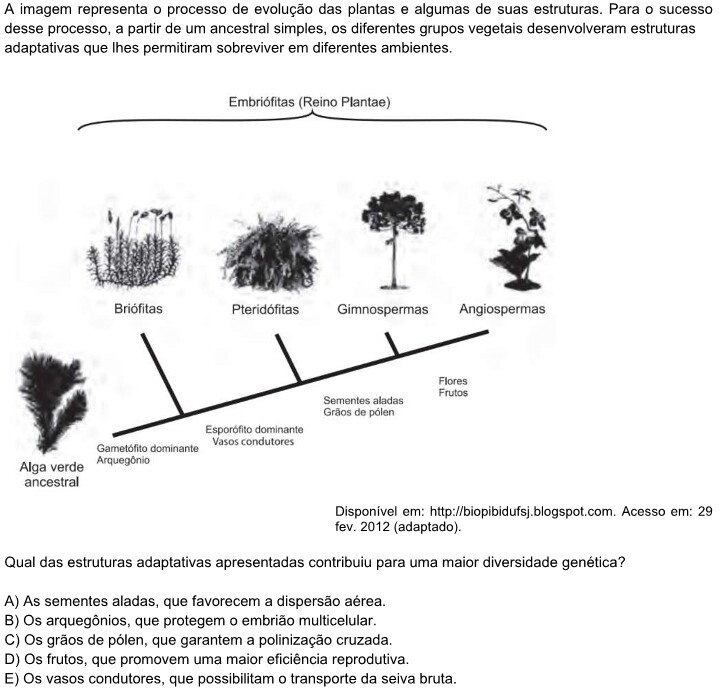 A imagem representa o processo de evolução das plantas e algumas de suas estruturas. Para o sucesso
desse processo, a partir de um ancestral simples, os diferentes grupos vegetais desenvolveram estruturas
adaptativas que lhes permitiram sobreviver em diferentes ambientes.
Embriófitas (Reino Plantae)
Briófitas
Pteridófitas
Gimnospermas
Angiospermas
Flores
Frutos
Sementes aladas
Grãos de pólen
Esporófito dominante
Vasos condutores
Gametófito dominante
Arquegônio
Alga verde
ancestral
Disponível em: http://biopibidufsj.blogspot.com. Acesso em: 29
fev. 2012 (adaptado).
Qual das estruturas adaptativas apresentadas contribuiu para uma maior diversidade genética?
A) As sementes aladas, que favorecem a dispersão aérea.
B) Os arquegônios, que protegem o embrião multicelular.
C) Os grãos de pólen, que garantem a polinização cruzada.
D) Os frutos, que promovem uma maior eficiência reprodutiva.
E) Os vasos condutores, que possibilitam o transporte da seiva bruta.